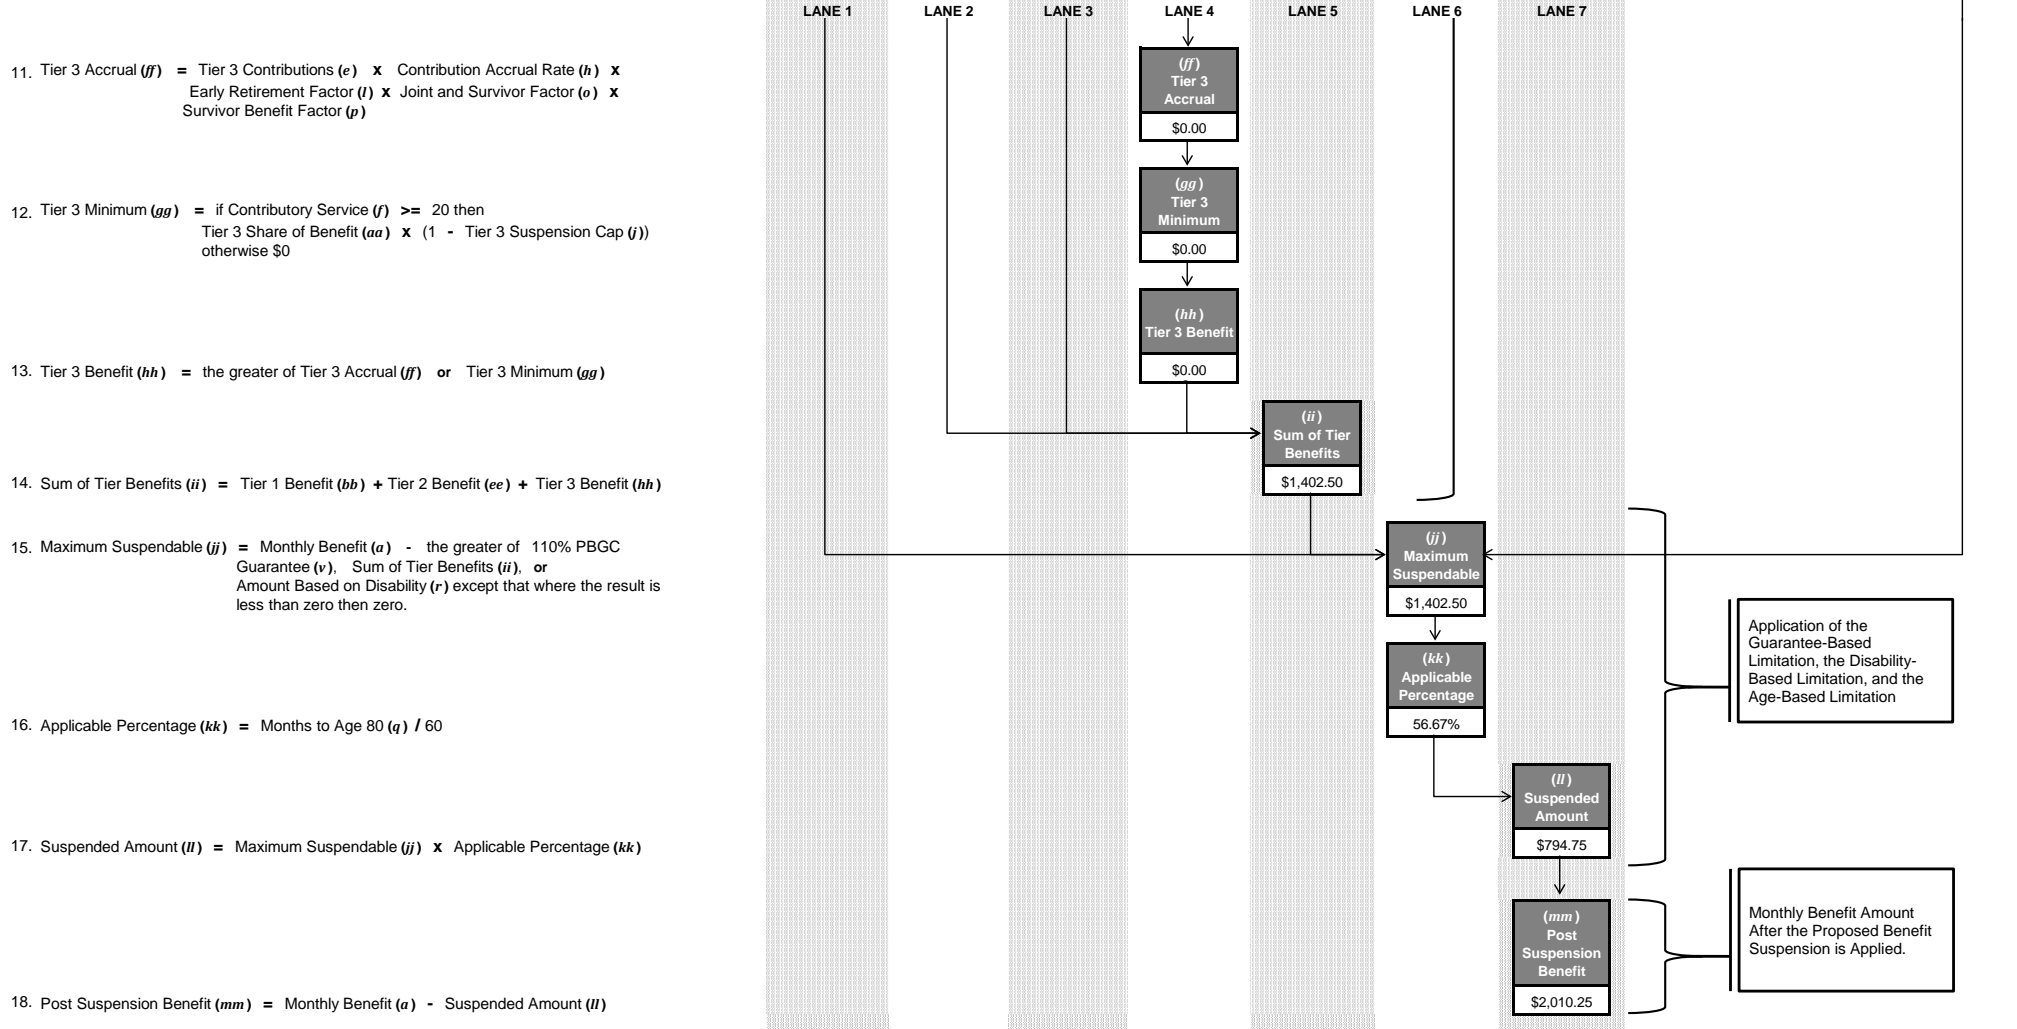 LANE 1 LANE 2 LANE 3 LANE 4 LANE 5 LANE 6 LANE 7
11. Tier 3 Accrual (ff) = Tier 3 Contributions (e) x Contribution Accrual Rate (h) x
Early Retirement Factor (l) x Joint and Survivor Factor (o) x
Survivor Benefit Factor (p)
(ff)
Tier 3
Accrual
$0.00
12. Tier 3 Minimum (gg) = if Contributory Service (f) >= 20 then
Tier 3 Share of Benefit (aa) x (1 - Tier 3 Suspension Cap (j))
otherwise $0
(gg)
Tier 3
Minimum
$0.00
13. Tier 3 Benefit (hh) = the greater of Tier 3 Accrual (ff) or Tier 3 Minimum (gg)
(hh)
Tier 3 Benefit
$0.00
14. Sum of Tier Benefits (ii) = Tier 1 Benefit (bb) + Tier 2 Benefit (ee) + Tier 3 Benefit (hh)
(ii)
Sum of Tier
Benefits
$1,402.50
15. Maximum Suspendable (jj) = Monthly Benefit (a) - the greater of 110% PBGC
Guarantee (v), Sum of Tier Benefits (ii), or
Amount Based on Disability (r) except that where the result is
less than zero then zero.
(jj)
Maximum
Suspendable
$1,402.50
16. Applicable Percentage (kk) = Months to Age 80 (q) / 60
(kk)
Applicable
Percentage
56.67%
Application of the
Guarantee-Based
Limitation, the Disability-
Based Limitation, and the
Age-Based Limitation
17. Suspended Amount (ll) = Maximum Suspendable (jj) x Applicable Percentage (kk)
(ll)
Suspended
Amount
$794.75
18. Post Suspension Benefit (mm) = Monthly Benefit (a) - Suspended Amount (ll)
(mm)
Post
Suspension
Benefit
$2,010.25
Monthly Benefit Amount
After the Proposed Benefit
Suspension is Applied.